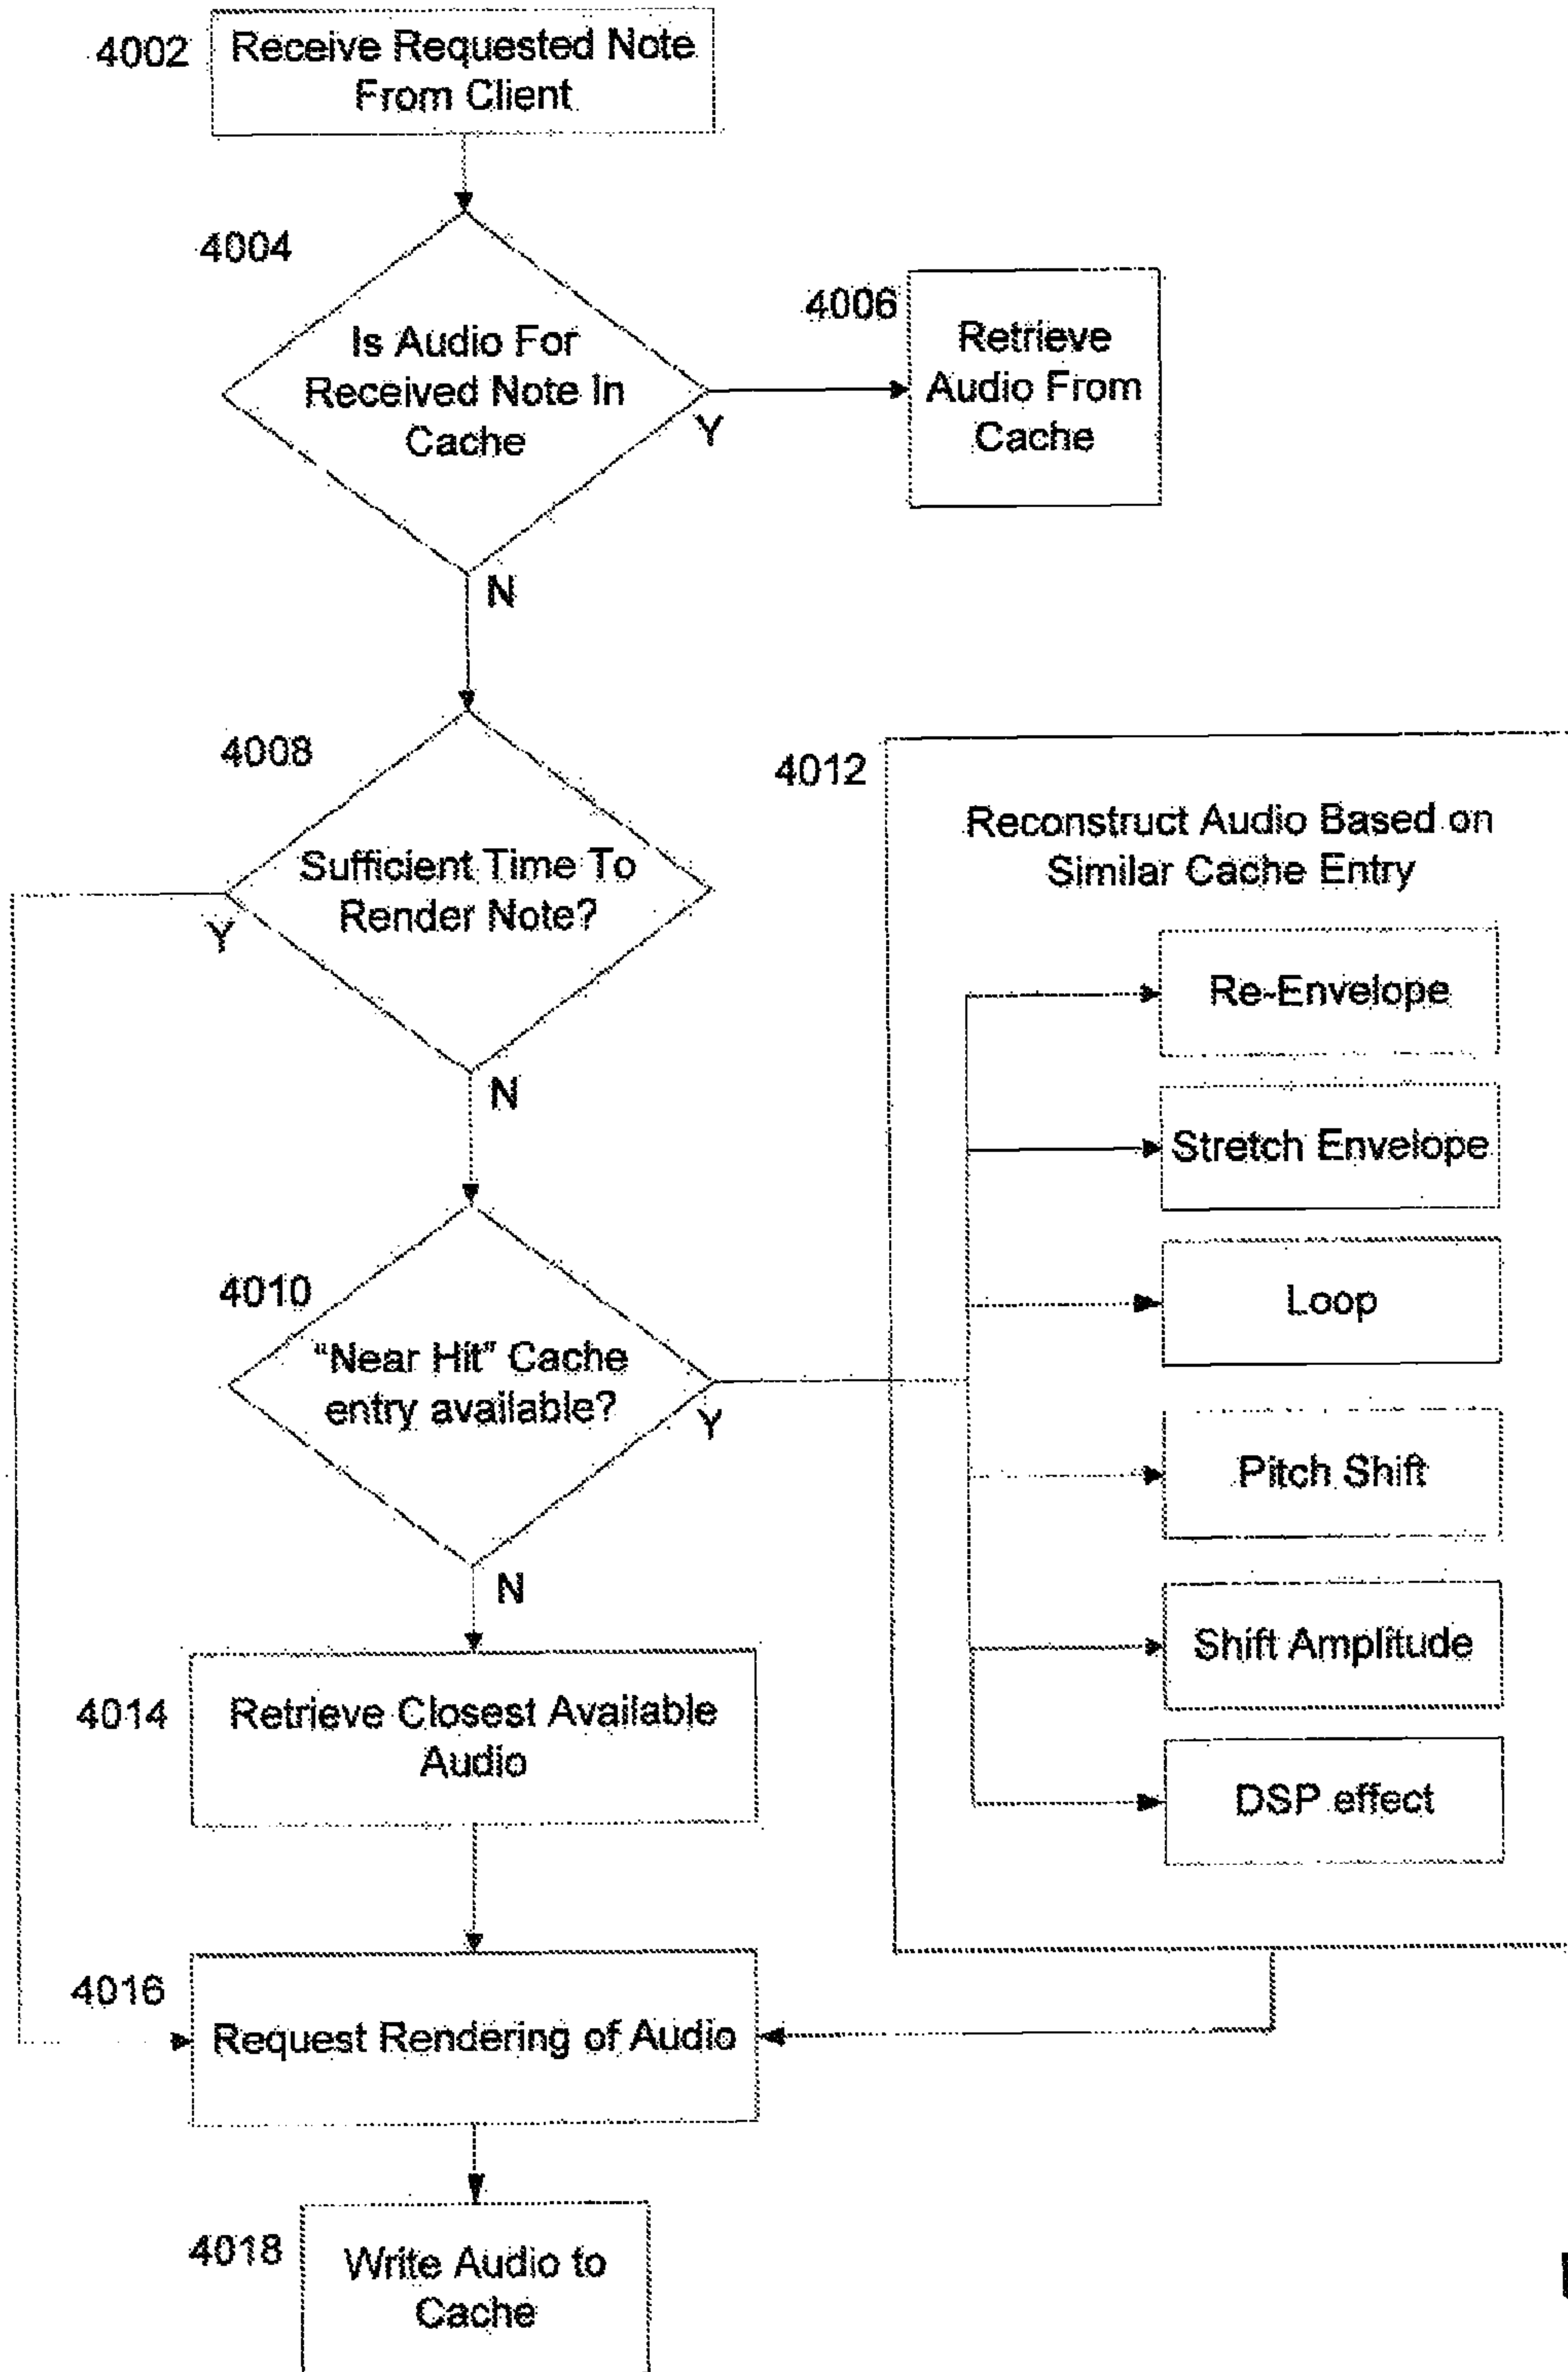 4002
Receive Requested Note
From Client
4004
Is Audio For
Received Note In
Cache
Y
N
4006
Retrieve
Audio From
Cache
4008
Sufficient Time To
Render Note?
Y
N
4010
"Near Hit" Cache
entry available?
Y
N
4012
Reconstruct Audio Based on
Similar Cache Entry
Re-Envelope
Stretch Envelope
Loop
Pitch Shift
Shift Amplitude
DSP effect
4014
Retrieve Closest Available
Audio
4016
Request Rendering of Audio
4018
Write Audio to
Cache